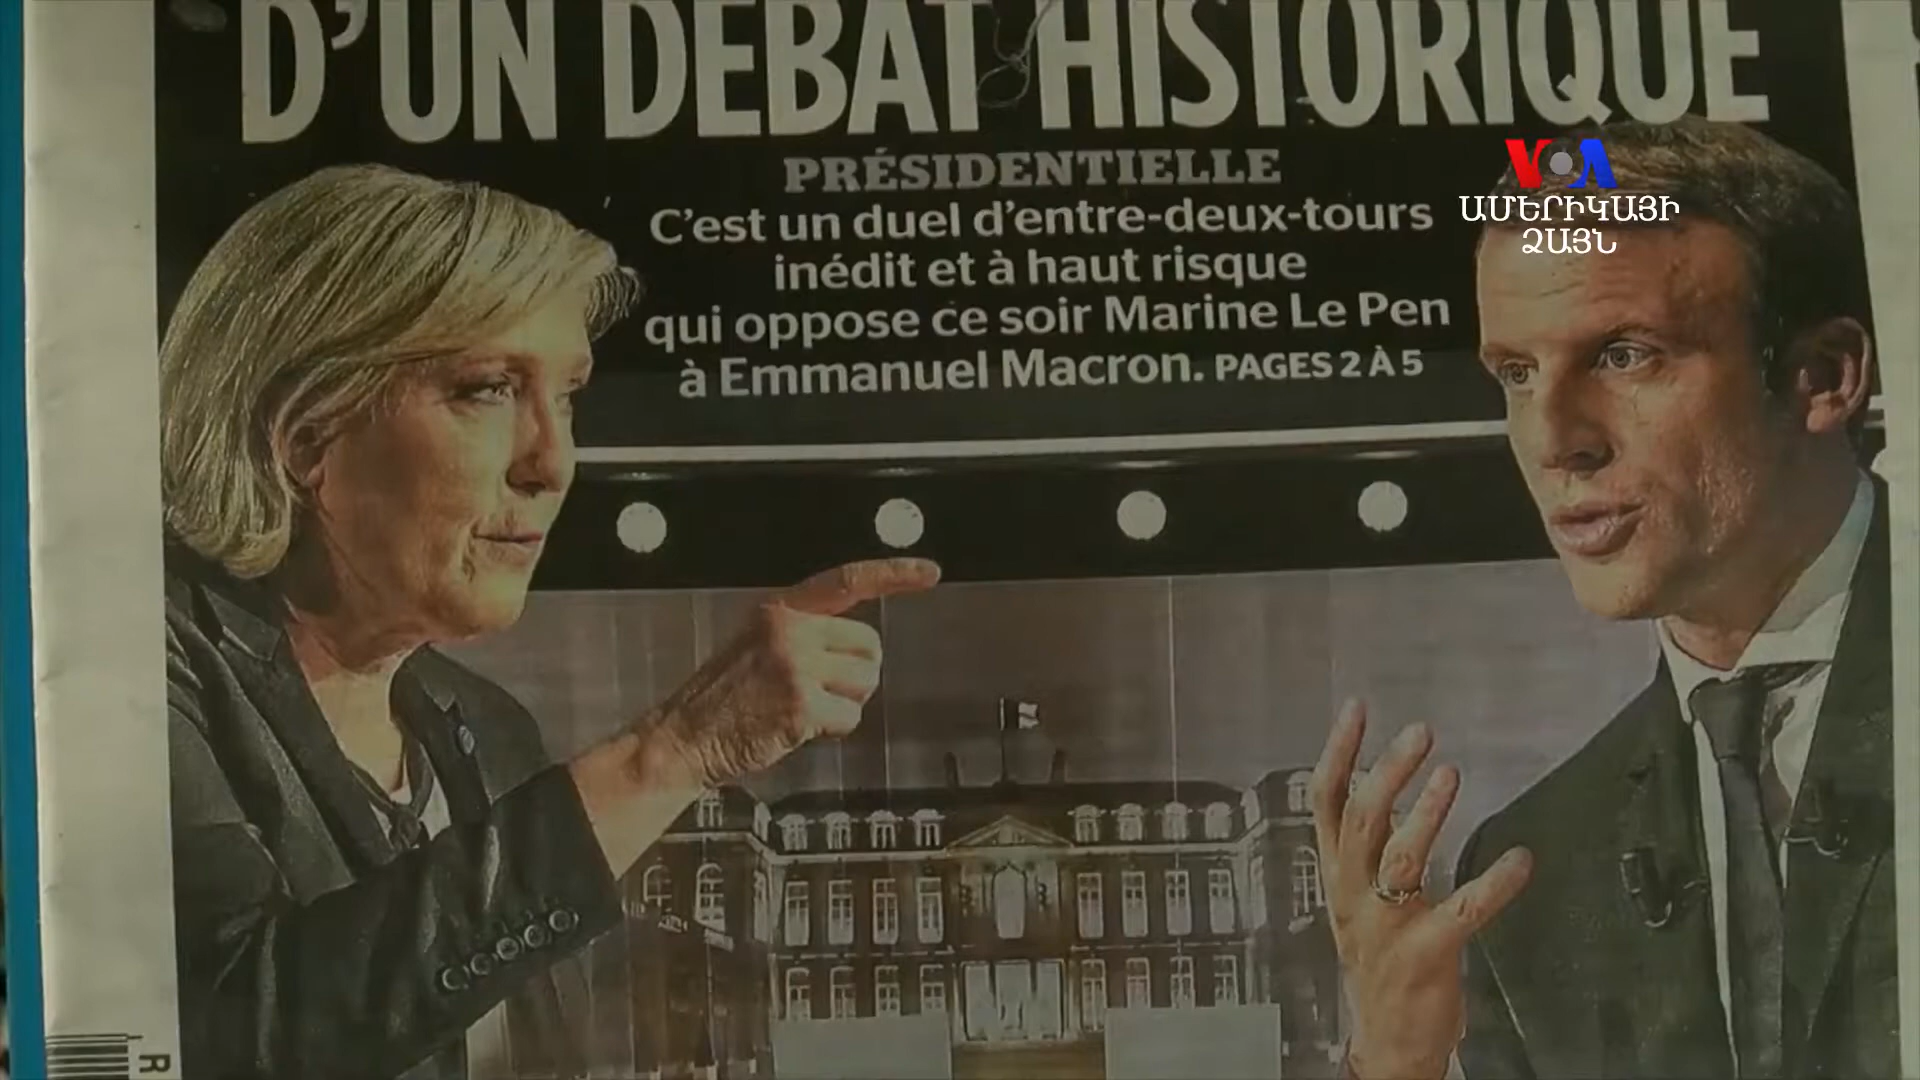 D'UN DÉBAT HISTORIQUE
PRÉSIDENTIELLE
C'est un duel d'entre-deux-tours
inédit et à haut risque
qui oppose ce soir Marine Le Pen
à Emmanuel Macron. PAGES 2 À 5
VOA
ԱՄԵՐԻԿԱՅԻ
ՁԱՅՆ
R